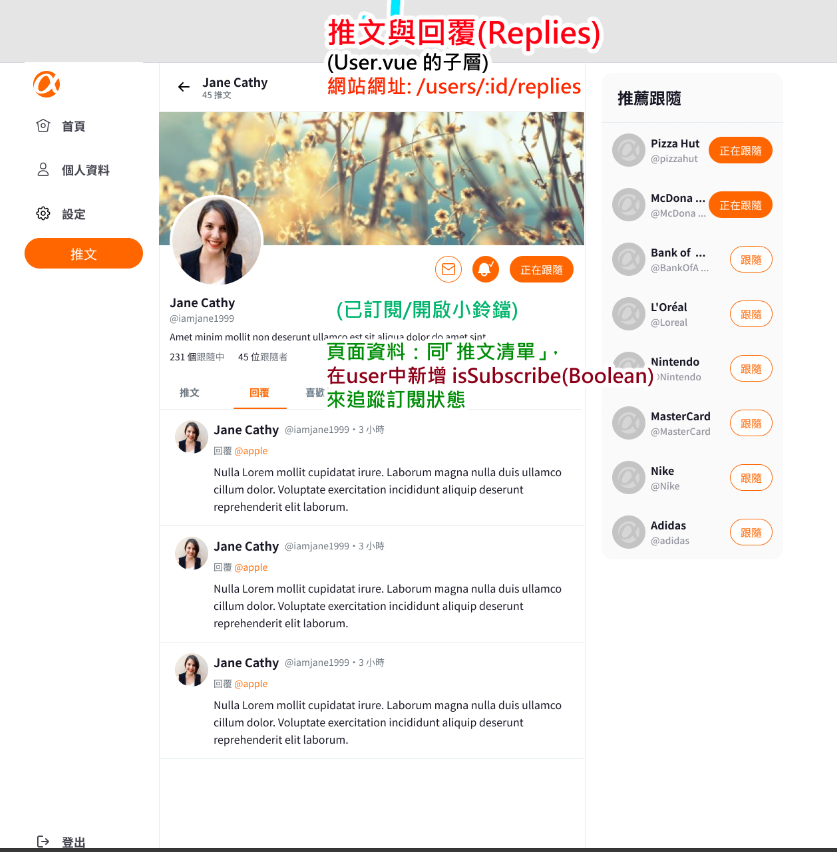 推文與回覆(Replies)
(User.vue 的子層)
網站網址: /users/:id/replies
首頁
個人資料
設定
推文
登出
Jane Cathy
45 推文
Jane Cathy
@iamjane1999
正在跟隨
(已訂閱/開啟小鈴鐺)
Amet minim mollit non deserunt ullamco est sit aliqua dolor do amet sint.
231 個跟隨中 45 位跟隨者
頁面資料：同「推文清單」，
在user中新增 isSubscribe(Boolean)
來追蹤訂閱狀態
推文 回覆 喜歡
Jane Cathy @iamjane1999・3 小時
回覆 @apple
Nulla Lorem mollit cupidatat irure. Laborum magna nulla duis ullamco
cillum dolor. Voluptate exercitation incididunt aliquip deserunt
reprehenderit elit laborum.
Jane Cathy @iamjane1999・3 小時
回覆 @apple
Nulla Lorem mollit cupidatat irure. Laborum magna nulla duis ullamco
cillum dolor. Voluptate exercitation incididunt aliquip deserunt
reprehenderit elit laborum.
Jane Cathy @iamjane1999・3 小時
回覆 @apple
Nulla Lorem mollit cupidatat irure. Laborum magna nulla duis ullamco
cillum dolor. Voluptate exercitation incididunt aliquip deserunt
reprehenderit elit laborum.
推薦跟隨
Pizza Hut
@pizzahut
正在跟隨
McDona ...
@McDona ...
正在跟隨
Bank of ...
@BankOfA ...
跟隨
L'Oréal
@Loreal
跟隨
Nintendo
@Nintendo
跟隨
MasterCard
@MasterCard
跟隨
Nike
@Nike
跟隨
Adidas
@adidas
跟隨